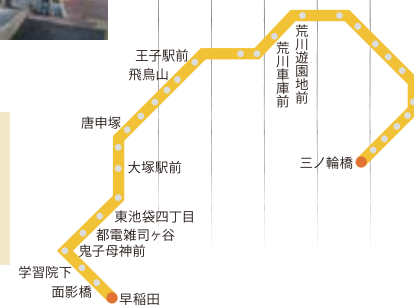 荒川遊園地前
荒川車庫前
王子駅前
飛鳥山
唐申塚
三ノ輪橋
大塚駅前
東池袋四丁目
都電雑司ヶ谷
鬼子母神前
学習院下
面影橋
早稲田